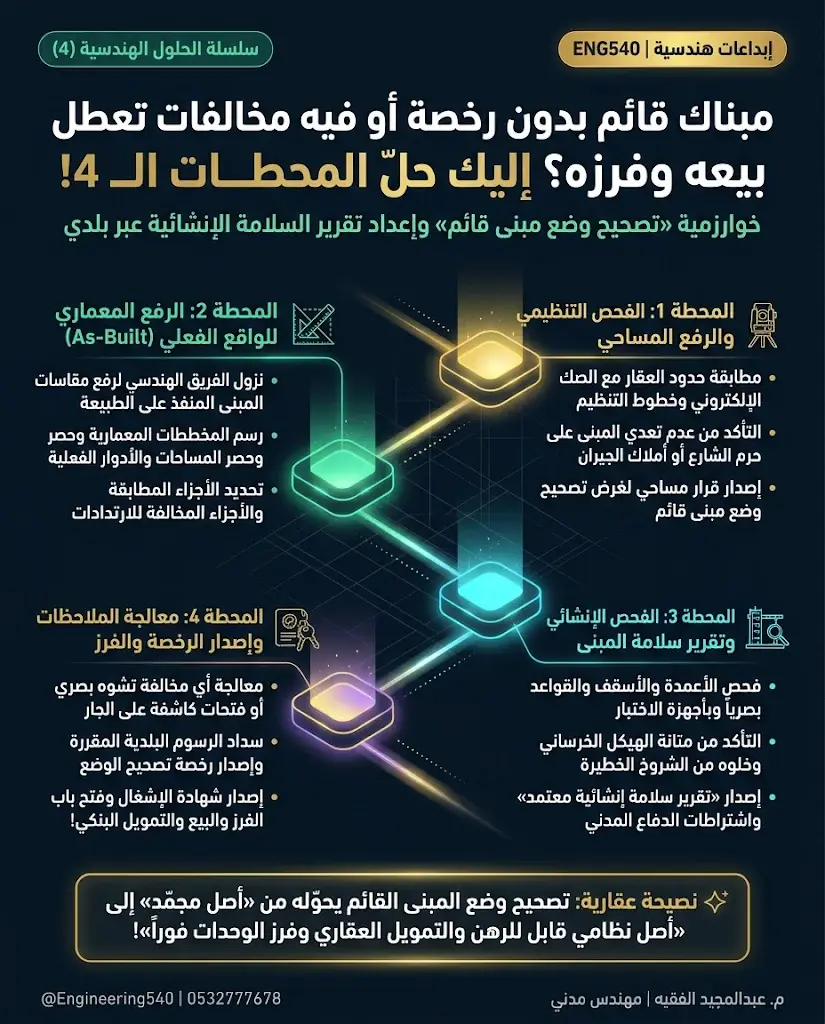 إبداعات هندسية | ENG540
سلسلة الحلول الهندسية (4)
مبناك قائم بدون رخصة أو فيه مخالفات تعطل
بيعه وفرزه؟ إليك حلّ المحطـــات الـــ 4!
خوارزمية «تصحيح وضع مبنى قائم» وإعداد تقرير السلامة الإنشائية عبر بلدي
المحطة 1: الفحص التنظيمي
والرفع المساحي
• مطابقة حدود العقار مع الصك
الإلكتروني وخطوط التنظيم
• التأكد من عدم تعدي المبنى على
حرم الشارع أو أملاك الجيران
• إصدار قرار مساحي لغرض تصحيح
وضع مبنى قائم
المحطة 2: الرفع المعماري
للواقع الفعلي (As-Built)
• نزول الفريق الهندسي لرفع مقاسات
المبنى المنفذ على الطبيعة
• رسم المخططات المعمارية وحصر
وحصر المساحات والأدوار الفعلية
• تحديد الأجزاء المطابقة
والأجزاء المخالفة للارتدادات
المحطة 3: الفحص الإنشائي
وتقرير سلامة المبنى
• فحص الأعمدة والأسقف والقواعد
بصرياً وبأجهزة الاختبار
• التأكد من متانة الهيكل الخرساني
وخلوه من الشروخ الخطيرة
• إصدار «تقرير سلامة إنشائية معتمد»
واشتراطات الدفاع المدني
المحطة 4: معالجة الملاحظات
وإصدار الرخصة والفرز
• معالجة أي مخالفة تشوه بصري
أو فتحات كاشفة على الجار
• سداد الرسوم البلدية المقررة
وإصدار رخصة تصحيح الوضع
• إصدار شهادة الإشغال وفتح باب
الفرز والبيع والتمويل البنكي!
نصيحة عقارية: تصحيح وضع المبنى القائم يحوّله من «أصل مجمّد» إلى
«أصل نظامي قابل للرهن والتمويل العقاري وفرز الوحدات فوراً»!
م. عبدالمجيد الفقيه | مهندس مدني
@Engineering540 | 0532777678